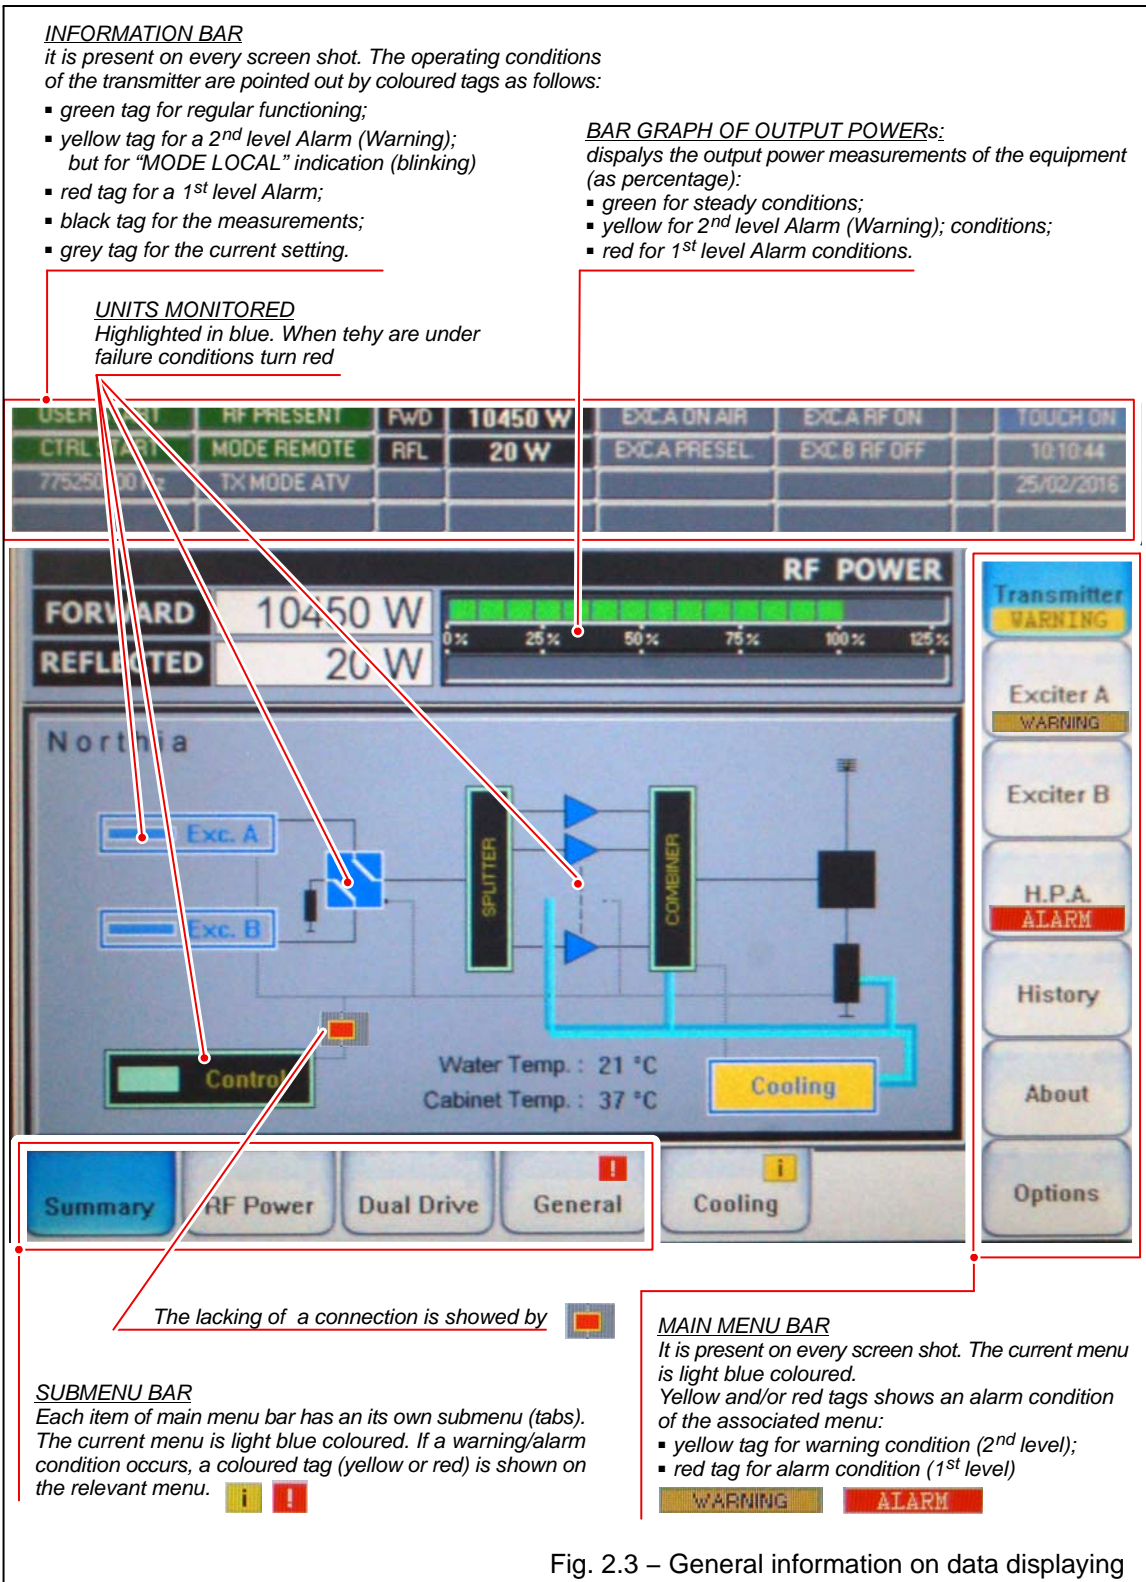 INFORMATION BAR
it is present on every screen shot. The operating conditions
of the transmitter are pointed out by coloured tags as follows:
▪ green tag for regular functioning;
▪ yellow tag for a 2nd level Alarm (Warning);
but for “MODE LOCAL” indication (blinking)
▪ red tag for a 1st level Alarm;
▪ black tag for the measurements;
▪ grey tag for the current setting.
BAR GRAPH OF OUTPUT POWERs:
dispalys the output power measurements of the equipment
(as percentage):
▪ green for steady conditions;
▪ yellow for 2nd level Alarm (Warning); conditions;
▪ red for 1st level Alarm conditions.
UNITS MONITORED
Highlighted in blue. When tehy are under
failure conditions turn red
USER RF PRESENT FWD 10450 W EXC.A ON AIR EXC.A RF ON TOUCH ON
CTRL MODE REMOTE RFL 20 W EXC.A PRESEL. EXC.B RF OFF 10:10:44
TX MODE ATV 25/02/2016
RF POWER
FORWARD 10450 W
0% 25% 50% 75% 100% 125%
REFLECTED 20 W
Northia
Exc. A
Exc. B
SPLITTER
COMBINER
Control
Water Temp. : 21 °C
Cabinet Temp. : 37 °C
Cooling
Transmitter
WARNING
Exciter A
WARNING
Exciter B
H.P.A.
ALARM
History
About
Options
Summary RF Power Dual Drive General ! Cooling i
The lacking of a connection is showed by
SUBMENU BAR
Each item of main menu bar has an its own submenu (tabs).
The current menu is light blue coloured. If a warning/alarm
condition occurs, a coloured tag (yellow or red) is shown on
the relevant menu. i !
MAIN MENU BAR
It is present on every screen shot. The current menu
is light blue coloured.
Yellow and/or red tags shows an alarm condition
of the associated menu:
▪ yellow tag for warning condition (2nd level);
▪ red tag for alarm condition (1st level)
WARNING ALARM
Fig. 2.3 – General information on data displaying